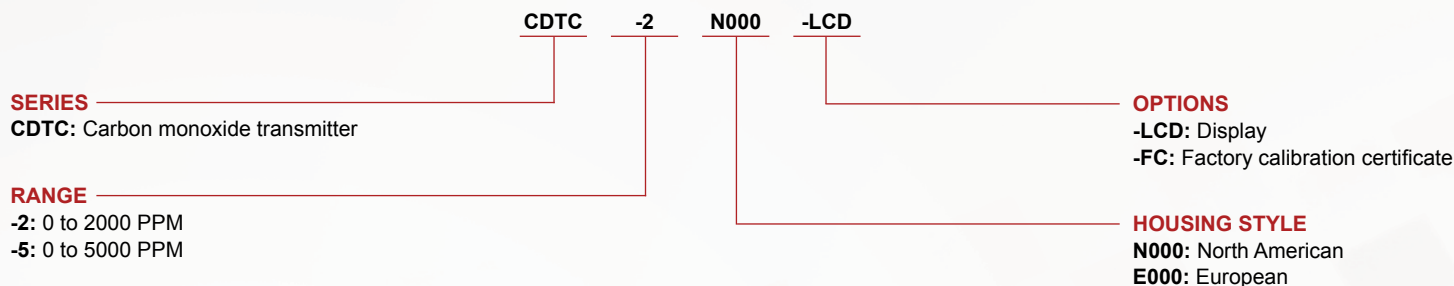 CDTC -2 N000 -LCD
SERIES
CDTC: Carbon monoxide transmitter
RANGE
-2: 0 to 2000 PPM
-5: 0 to 5000 PPM
OPTIONS
-LCD: Display
-FC: Factory calibration certificate
HOUSING STYLE
N000: North American
E000: European